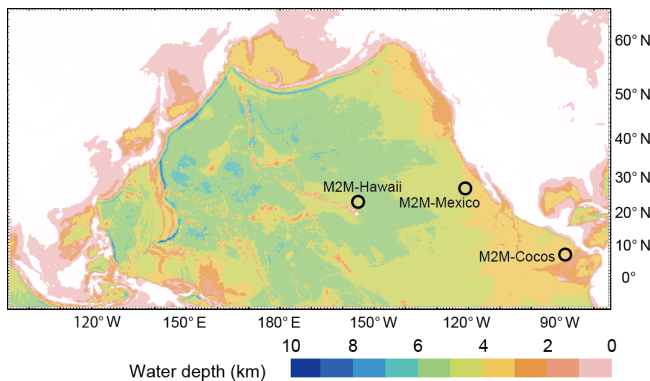 60° N
50° N
40° N
30° N
M2M-Hawaii
M2M-Mexico
20° N
10° N
M2M-Cocos
0°
120° W 150° E 180° W 150° W 120° W 90° W
10 8 6 4 2 0
Water depth (km)